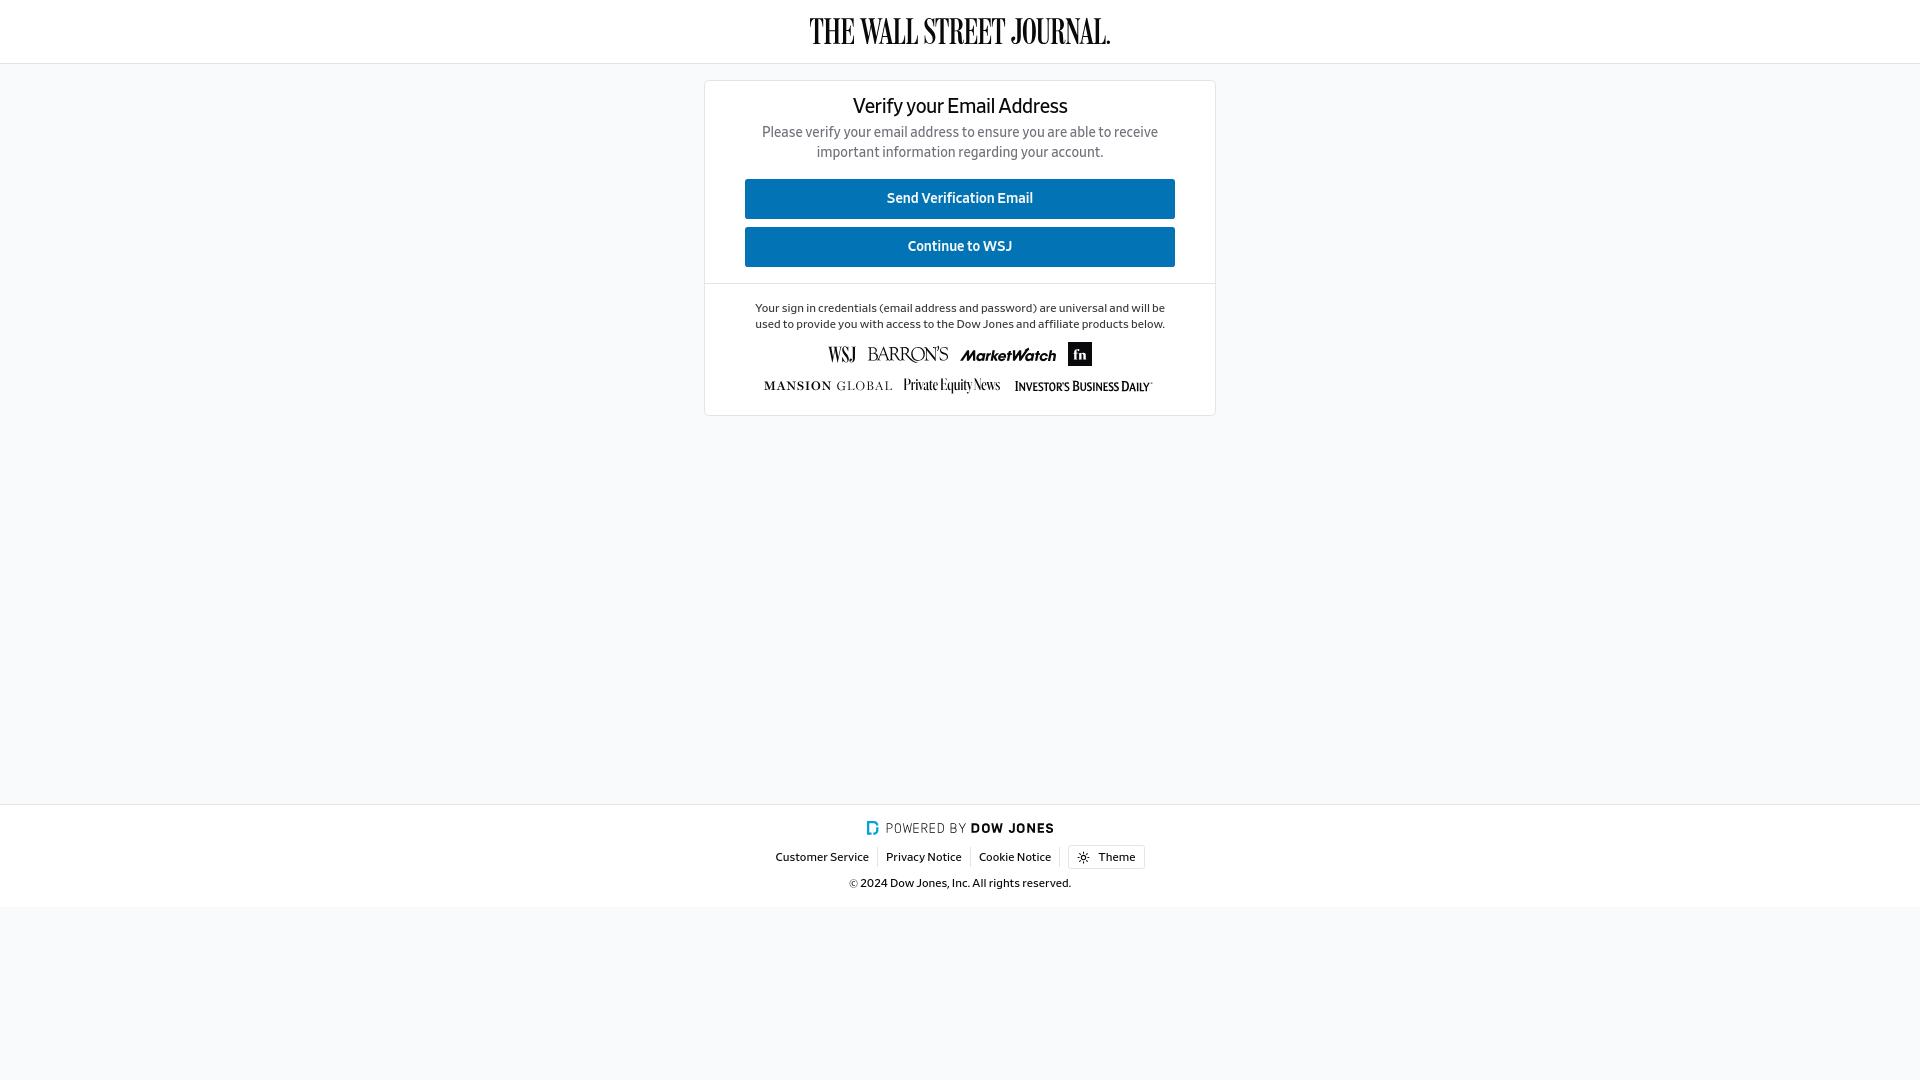 THE WALL STREET JOURNAL.
Verify your Email Address
Please verify your email address to ensure you are able to receive
important information regarding your account.
Send Verification Email
Continue to WSJ
Your sign in credentials (email address and password) are universal and will be
used to provide you with access to the Dow Jones and affiliate products below.
WSJ BARRON'S MarketWatch fn
MANSION GLOBAL Private Equity News INVESTOR'S BUSINESS DAILY
POWERED BY DOW JONES
Customer Service Privacy Notice Cookie Notice Theme
© 2024 Dow Jones, Inc. All rights reserved.